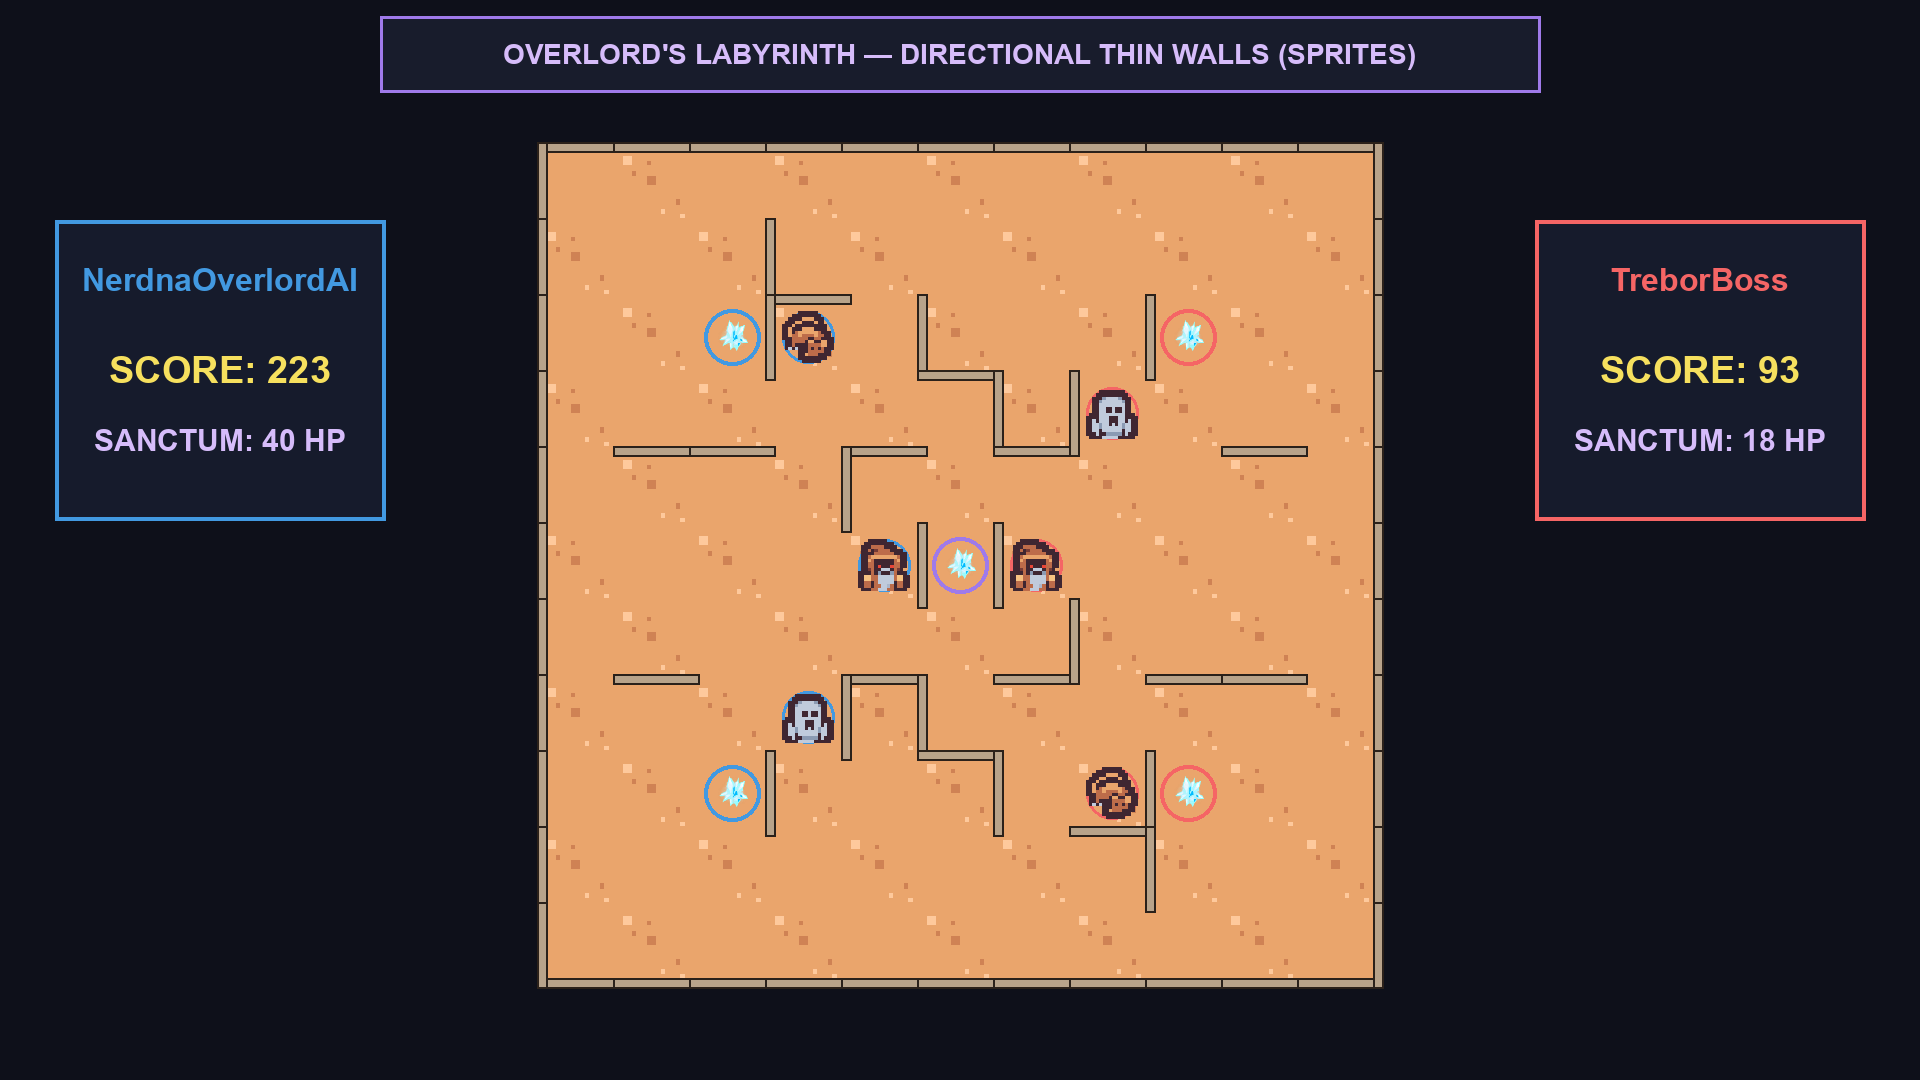 OVERLORD'S LABYRINTH — DIRECTIONAL THIN WALLS (SPRITES)
NerdnaOverlordAI
SCORE: 223
SANCTUM: 40 HP
TreborBoss
SCORE: 93
SANCTUM: 18 HP